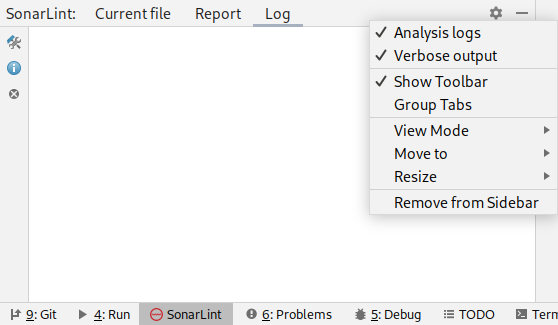 SonarLint: Current file Report Log
Analysis logs
Verbose output
Show Toolbar
Group Tabs
View Mode
Move to
Resize
Remove from Sidebar
9: Git 4: Run SonarLint 6: Problems 5: Debug TODO Tern